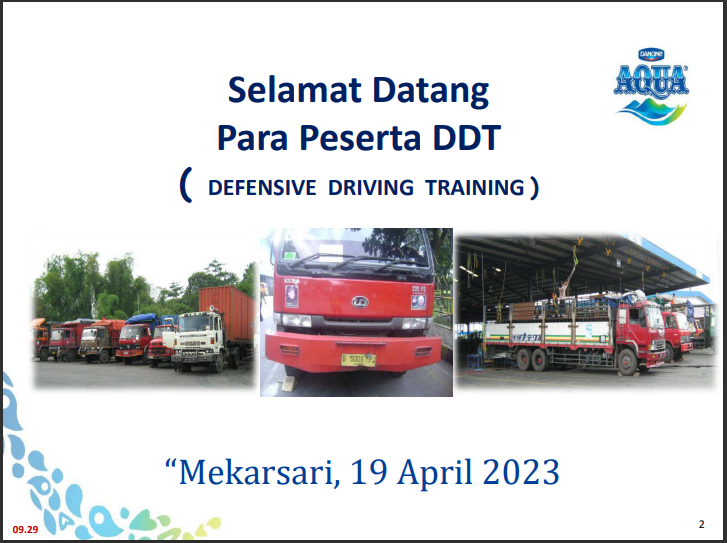 DANONE
AQUA
Selamat Datang
Para Peserta DDT
( DEFENSIVE DRIVING TRAINING )
“Mekarsari, 19 April 2023
09.29
2